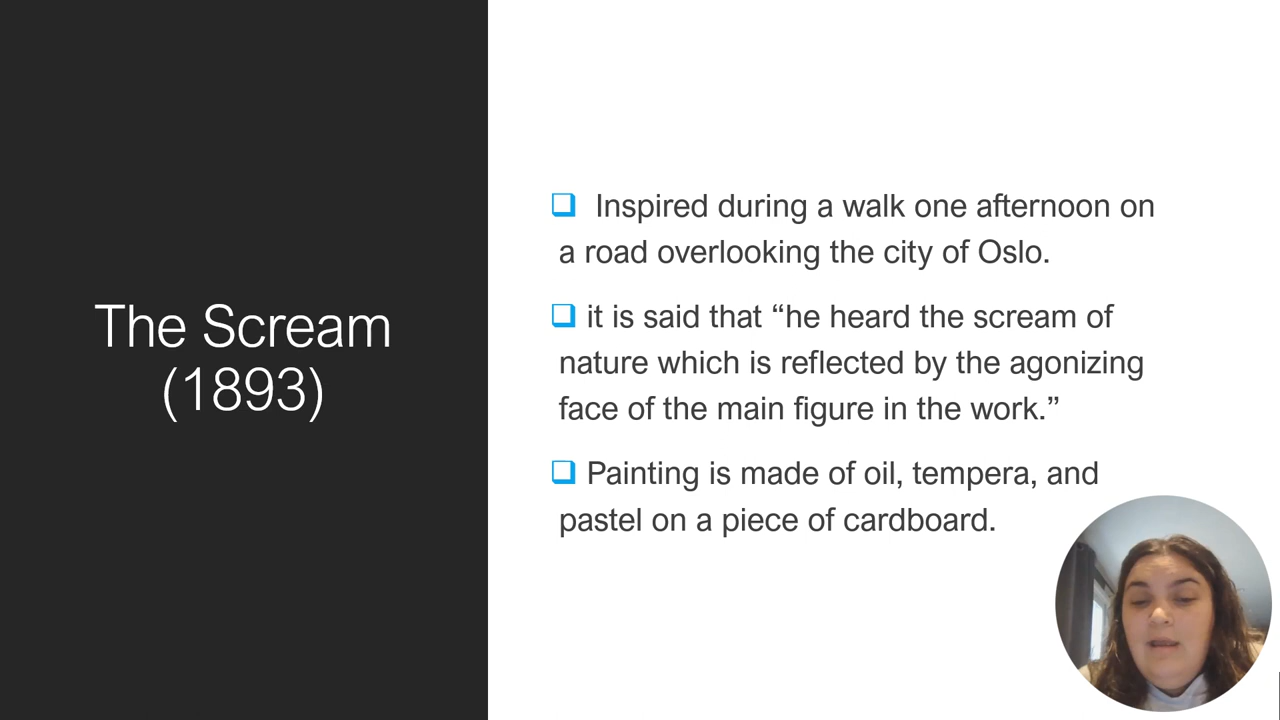 The Scream
(1893)
Inspired during a walk one afternoon on
a road overlooking the city of Oslo.
it is said that “he heard the scream of
nature which is reflected by the agonizing
face of the main figure in the work.”
Painting is made of oil, tempera, and
pastel on a piece of cardboard.